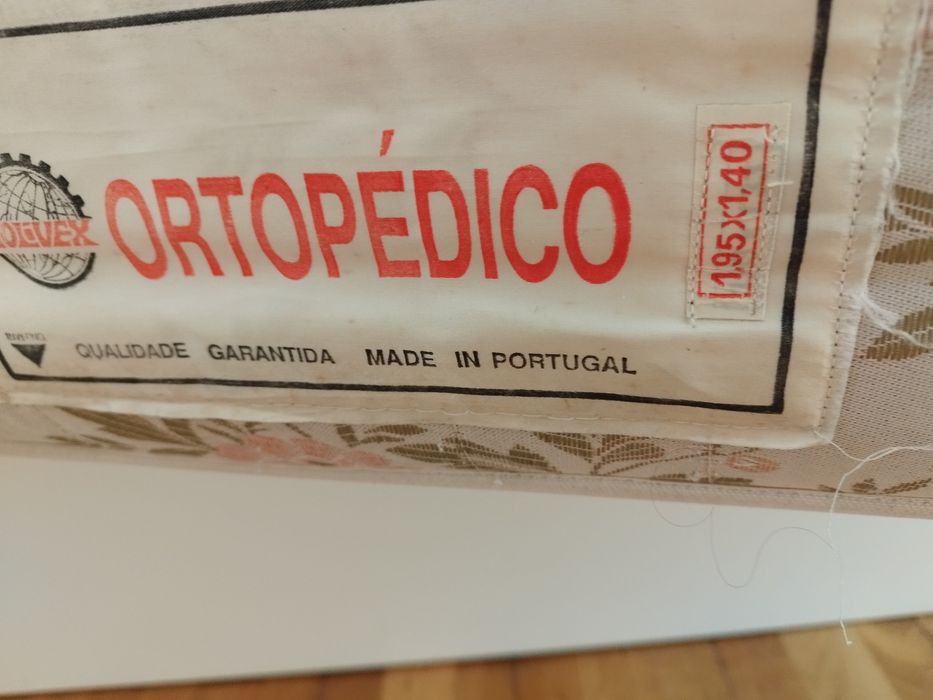 ORTOPÉDICO
1,95X1,40
QUALIDADE GARANTIDA MADE IN PORTUGAL